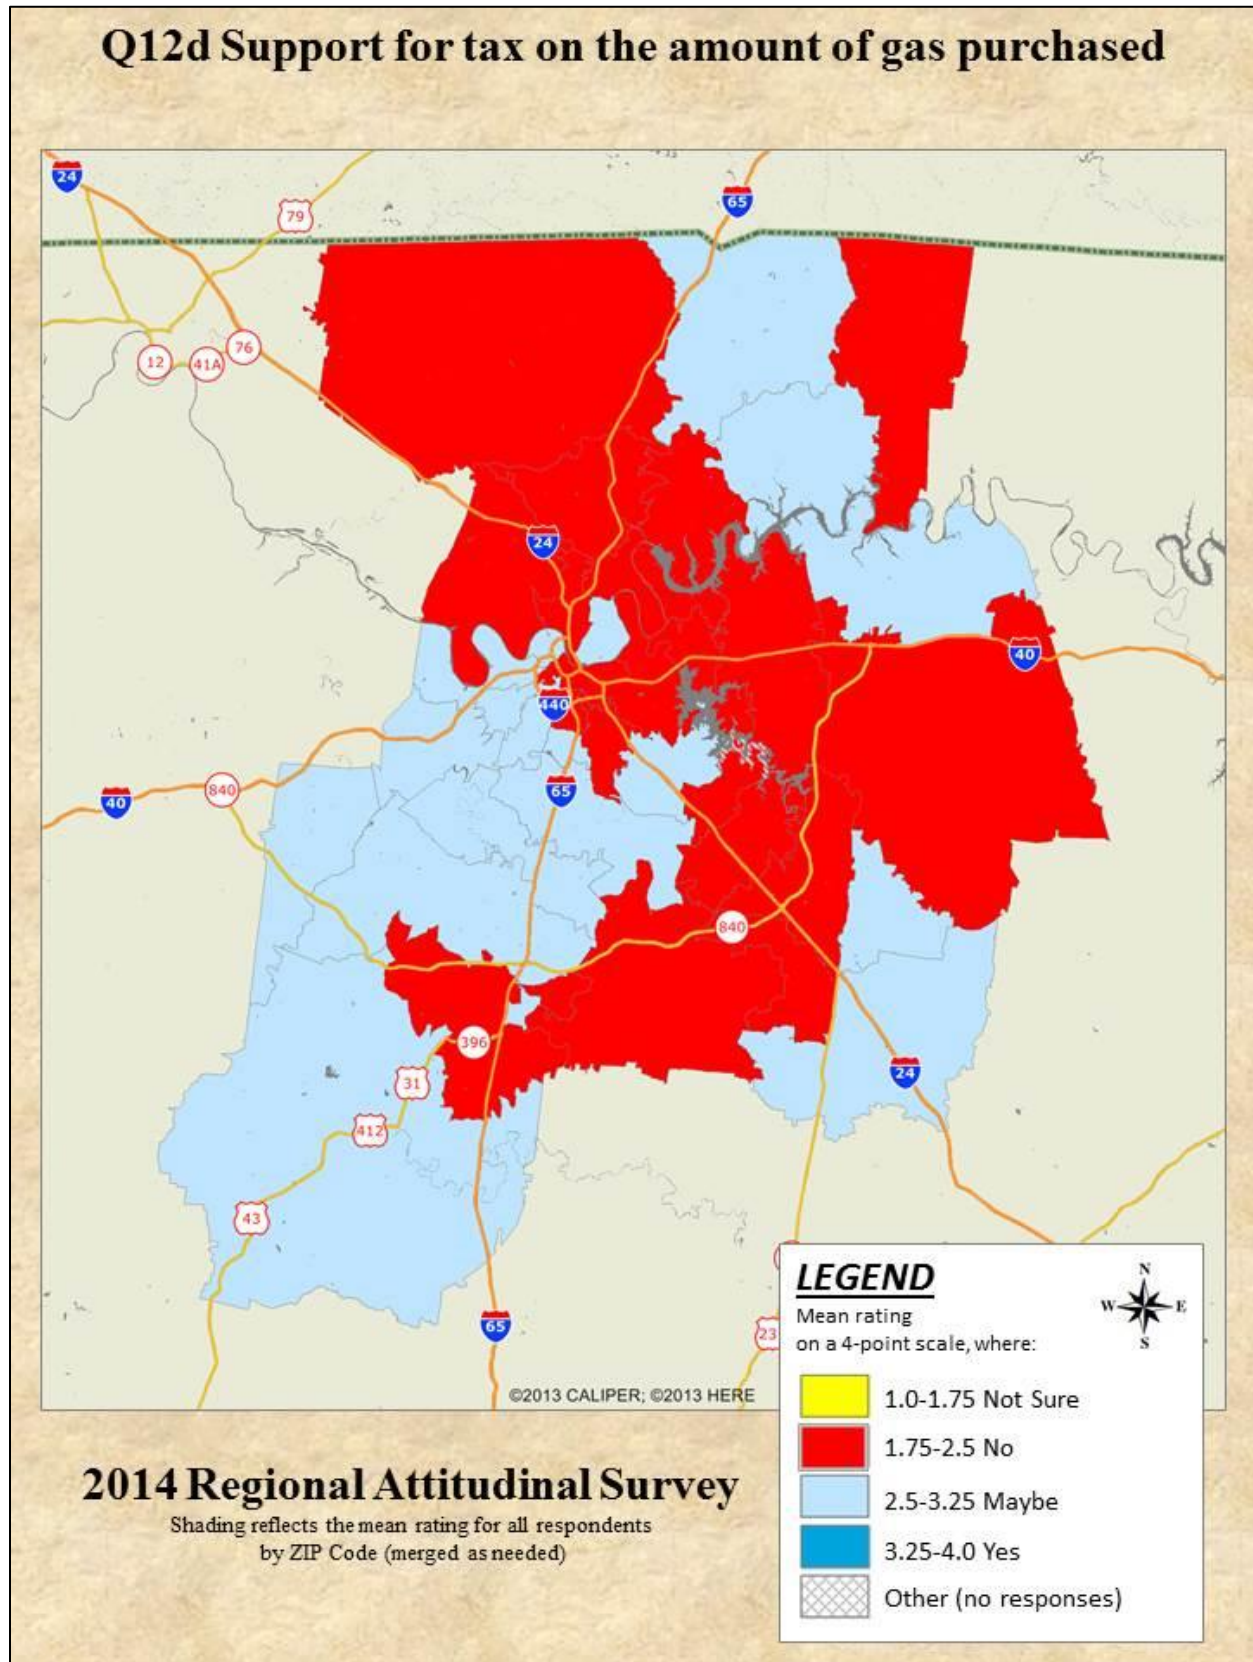 Q12d Support for tax on the amount of gas purchased
24
79
65
12
41A
76
24
40
440
40
840
65
840
396
31
24
412
43
65
23
©2013 CALIPER; ©2013 HERE
LEGEND
Mean rating
on a 4-point scale, where:
N
W
E
S
1.0-1.75 Not Sure
1.75-2.5 No
2.5-3.25 Maybe
3.25-4.0 Yes
Other (no responses)
2014 Regional Attitudinal Survey
Shading reflects the mean rating for all respondents
by ZIP Code (merged as needed)